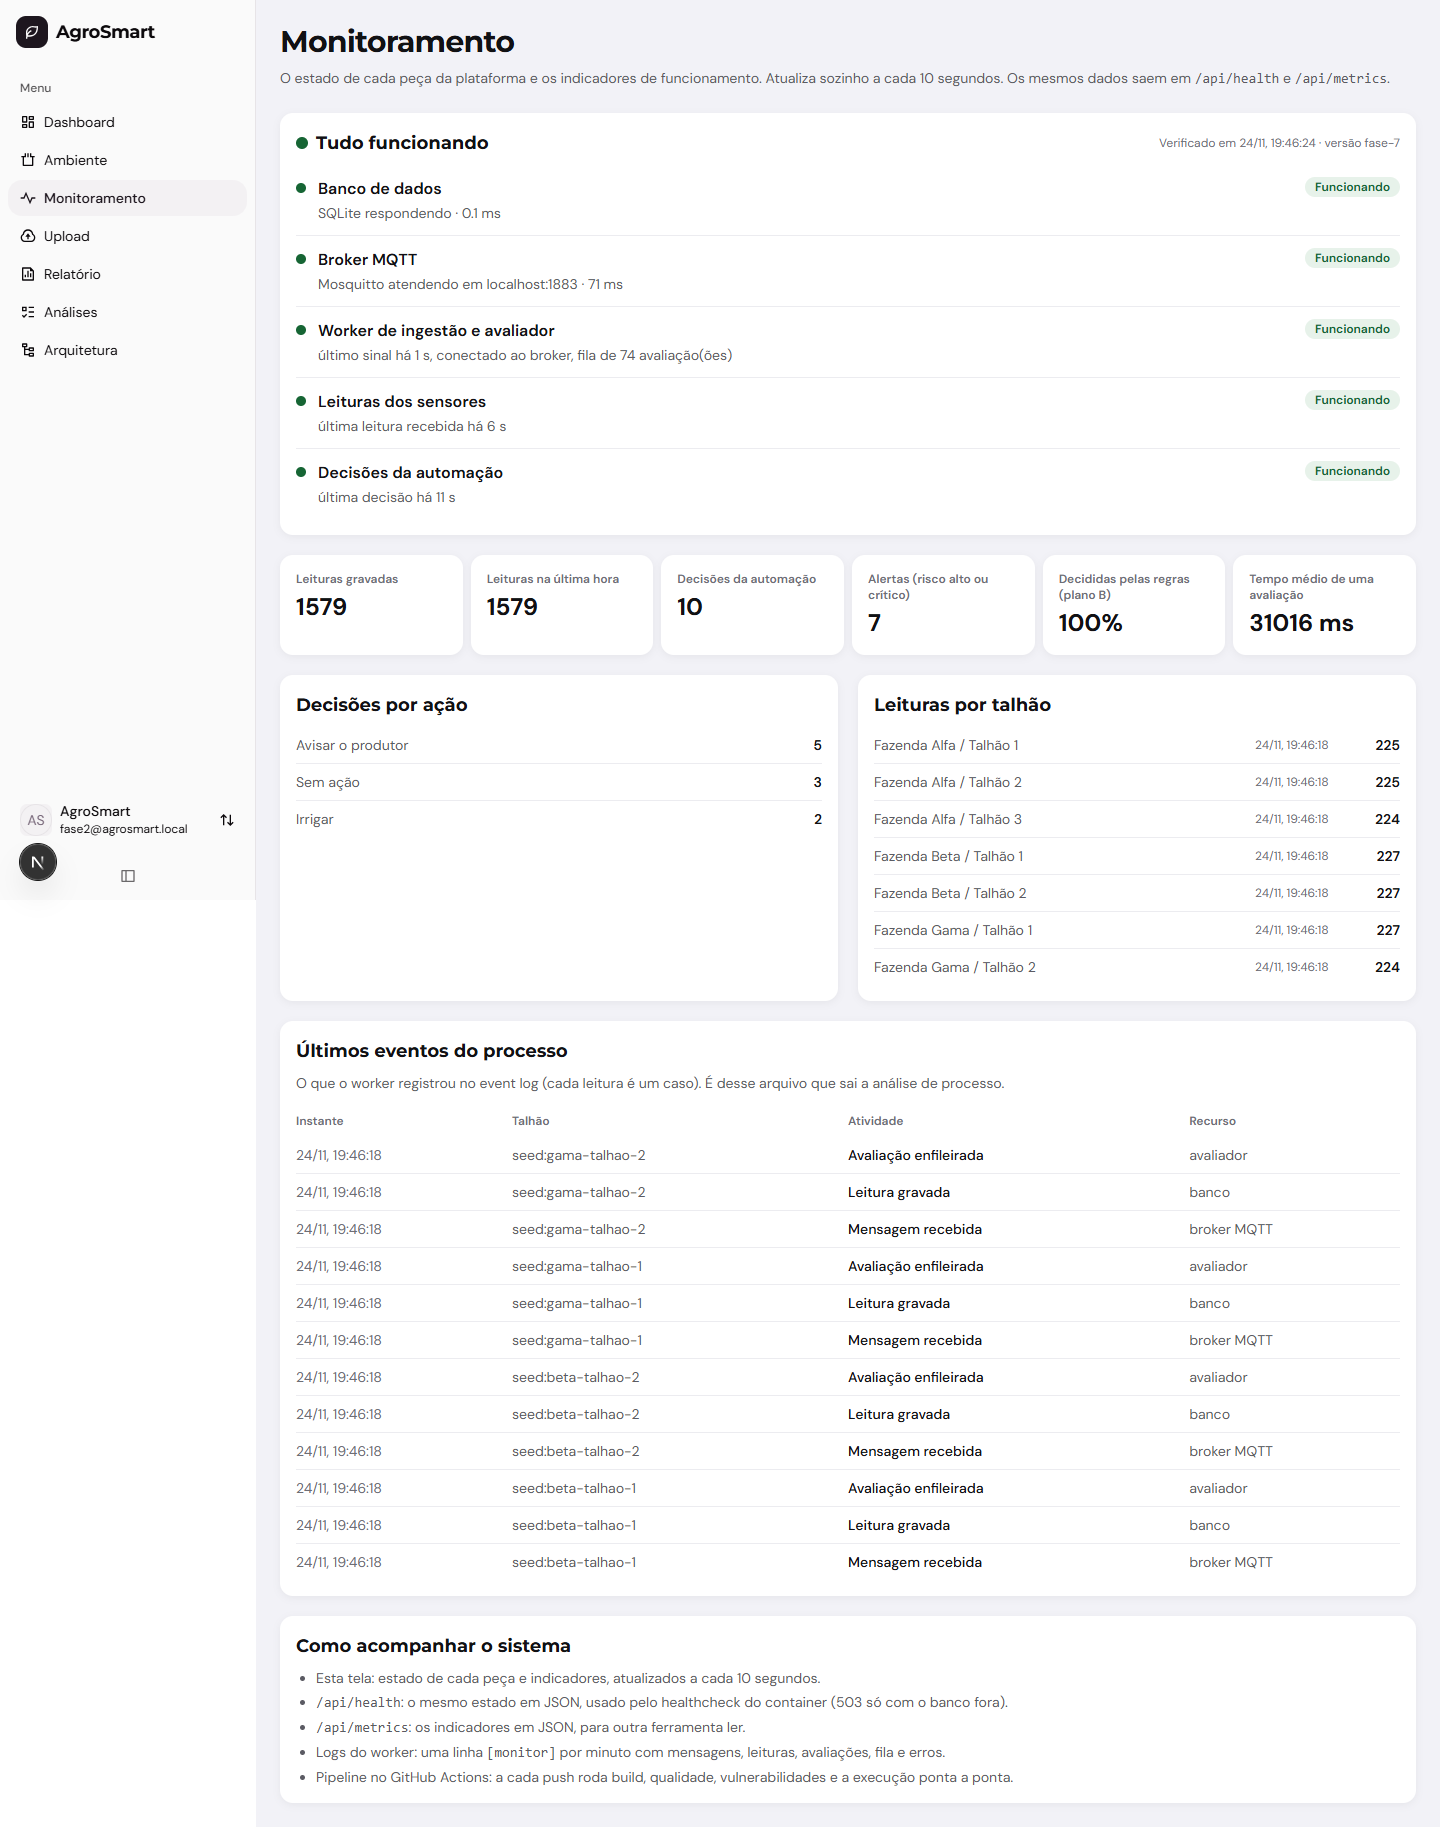 AgroSmart
Menu
Dashboard
Ambiente
Monitoramento
Upload
Relatório
Análises
Arquitetura
AS
AgroSmart
fase2@agrosmart.local
N
Monitoramento
O estado de cada peça da plataforma e os indicadores de funcionamento. Atualiza sozinho a cada 10 segundos. Os mesmos dados saem em /api/health e /api/metrics.
Tudo funcionando
Verificado em 24/11, 19:46:24 · versão fase-7
Banco de dados
Funcionando
SQLite respondendo · 0.1 ms
Broker MQTT
Funcionando
Mosquitto atendendo em localhost:1883 · 71 ms
Worker de ingestão e avaliador
Funcionando
último sinal há 1 s, conectado ao broker, fila de 74 avaliação(ões)
Leituras dos sensores
Funcionando
última leitura recebida há 6 s
Decisões da automação
Funcionando
última decisão há 11 s
Leituras gravadas
1579
Leituras na última hora
1579
Decisões da automação
10
Alertas (risco alto ou
crítico)
7
Decididas pelas regras
(plano B)
100%
Tempo médio de uma
avaliação
31016 ms
Decisões por ação
Avisar o produtor 5
Sem ação 3
Irrigar 2
Leituras por talhão
Fazenda Alfa / Talhão 1 24/11, 19:46:18 225
Fazenda Alfa / Talhão 2 24/11, 19:46:18 225
Fazenda Alfa / Talhão 3 24/11, 19:46:18 224
Fazenda Beta / Talhão 1 24/11, 19:46:18 227
Fazenda Beta / Talhão 2 24/11, 19:46:18 227
Fazenda Gama / Talhão 1 24/11, 19:46:18 227
Fazenda Gama / Talhão 2 24/11, 19:46:18 224
Últimos eventos do processo
O que o worker registrou no event log (cada leitura é um caso). É desse arquivo que sai a análise de processo.
Instante Talhão Atividade Recurso
24/11, 19:46:18 seed:gama-talhao-2 Avaliação enfileirada avaliador
24/11, 19:46:18 seed:gama-talhao-2 Leitura gravada banco
24/11, 19:46:18 seed:gama-talhao-2 Mensagem recebida broker MQTT
24/11, 19:46:18 seed:gama-talhao-1 Avaliação enfileirada avaliador
24/11, 19:46:18 seed:gama-talhao-1 Leitura gravada banco
24/11, 19:46:18 seed:gama-talhao-1 Mensagem recebida broker MQTT
24/11, 19:46:18 seed:beta-talhao-2 Avaliação enfileirada avaliador
24/11, 19:46:18 seed:beta-talhao-2 Leitura gravada banco
24/11, 19:46:18 seed:beta-talhao-2 Mensagem recebida broker MQTT
24/11, 19:46:18 seed:beta-talhao-1 Avaliação enfileirada avaliador
24/11, 19:46:18 seed:beta-talhao-1 Leitura gravada banco
24/11, 19:46:18 seed:beta-talhao-1 Mensagem recebida broker MQTT
Como acompanhar o sistema
• Esta tela: estado de cada peça e indicadores, atualizados a cada 10 segundos.
• /api/health: o mesmo estado em JSON, usado pelo healthcheck do container (503 só com o banco fora).
• /api/metrics: os indicadores em JSON, para outra ferramenta ler.
• Logs do worker: uma linha [monitor] por minuto com mensagens, leituras, avaliações, fila e erros.
• Pipeline no GitHub Actions: a cada push roda build, qualidade, vulnerabilidades e a execução ponta a ponta.